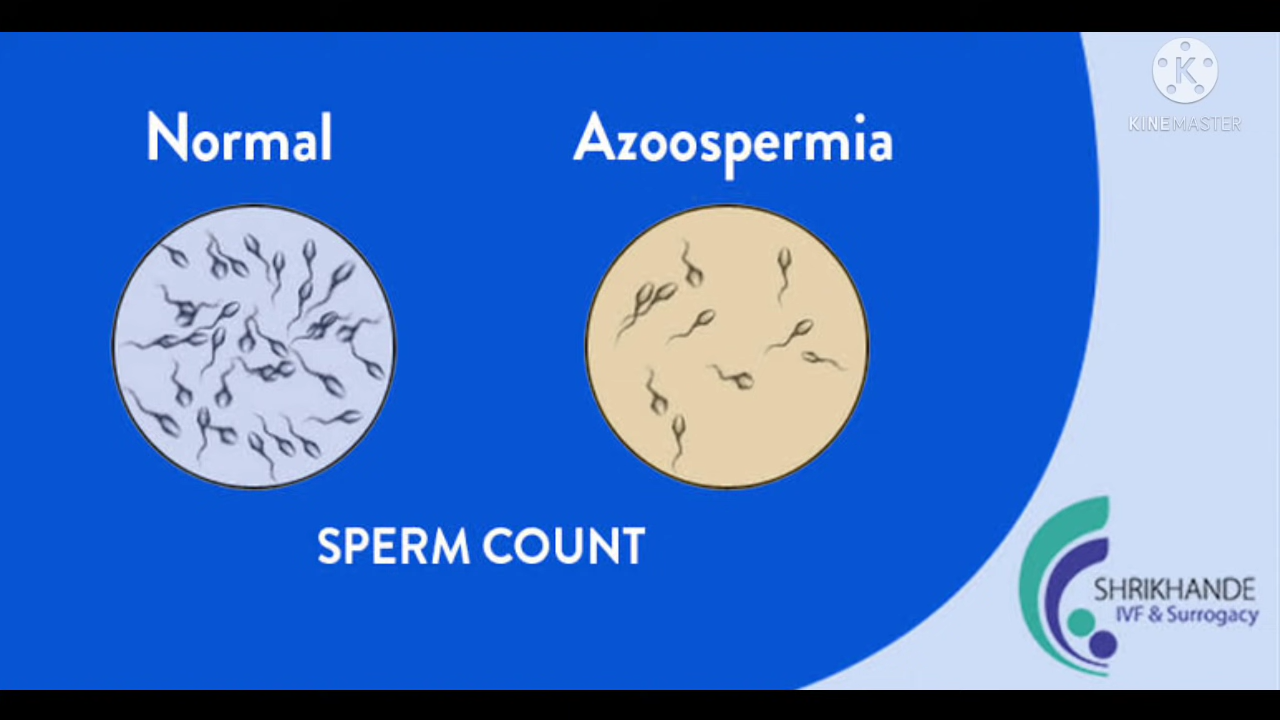 Normal
Azoospermia
SPERM COUNT
K
KINEMASTER
SHRIKHANDE
IVF & Surrogacy